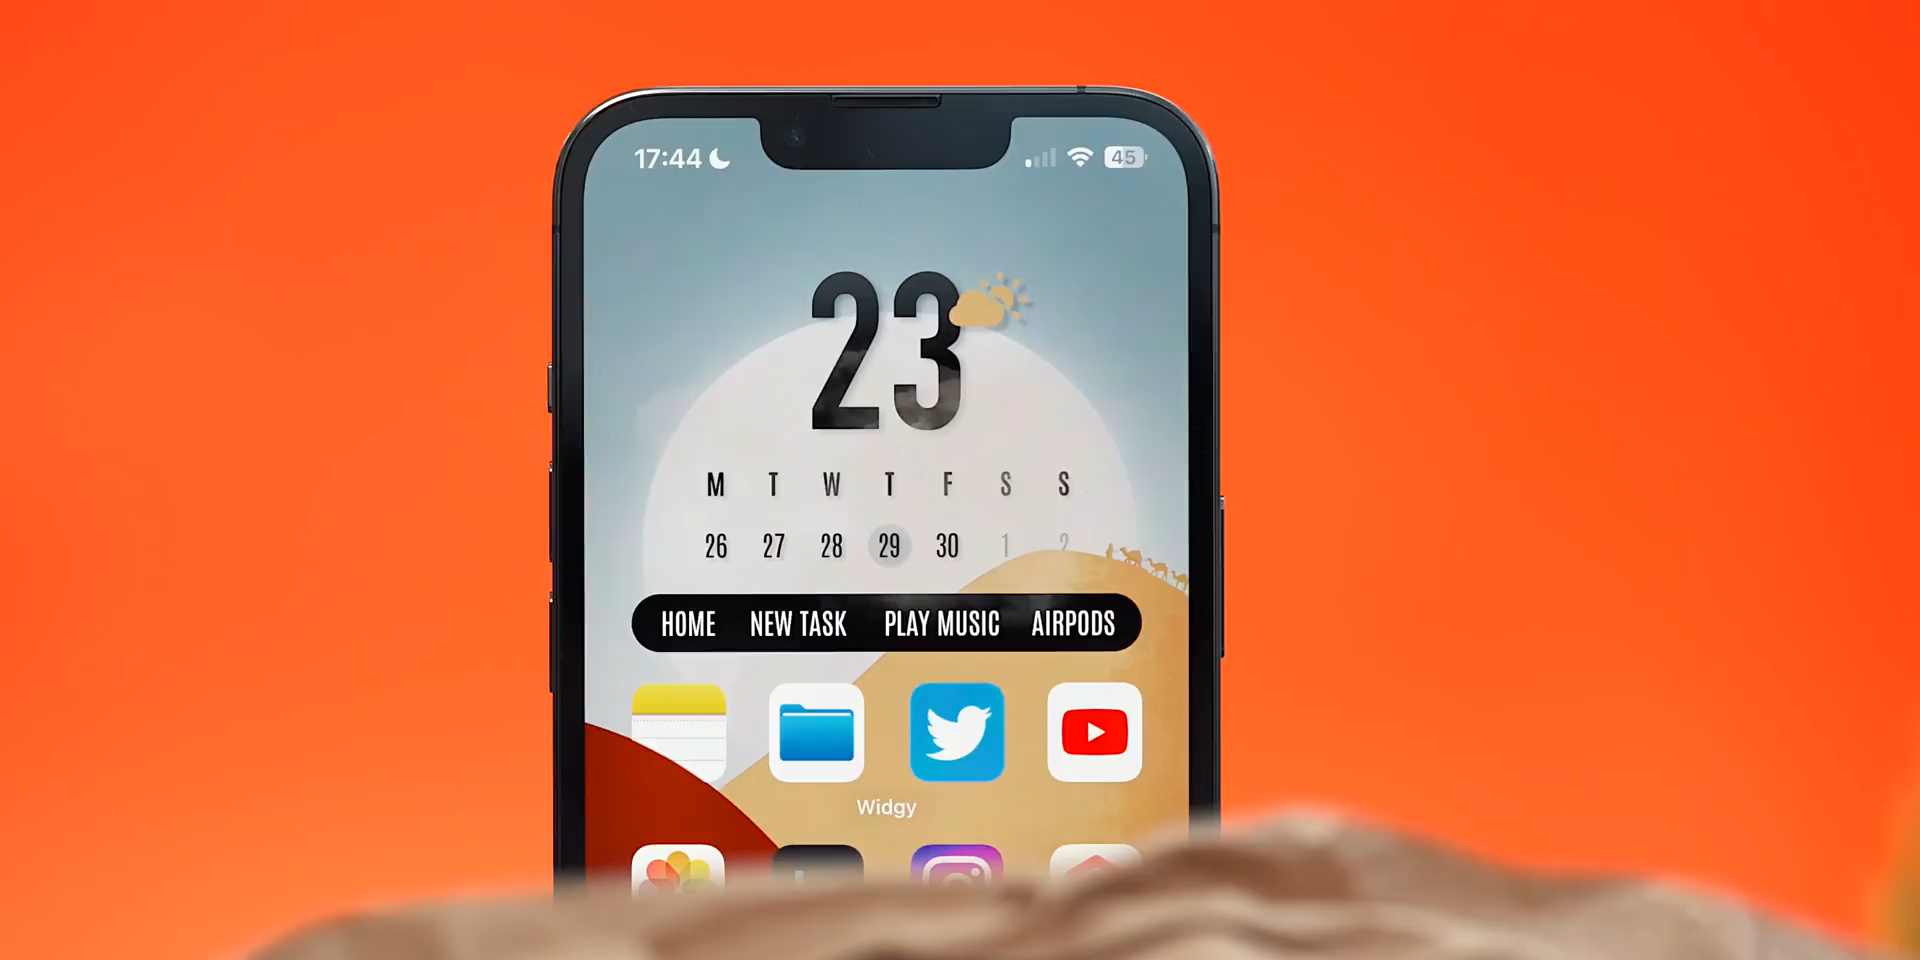 17:44 45
23
M T W T F S S
26 27 28 29 30 1 2
HOME NEW TASK PLAY MUSIC AIRPODS
Widgy